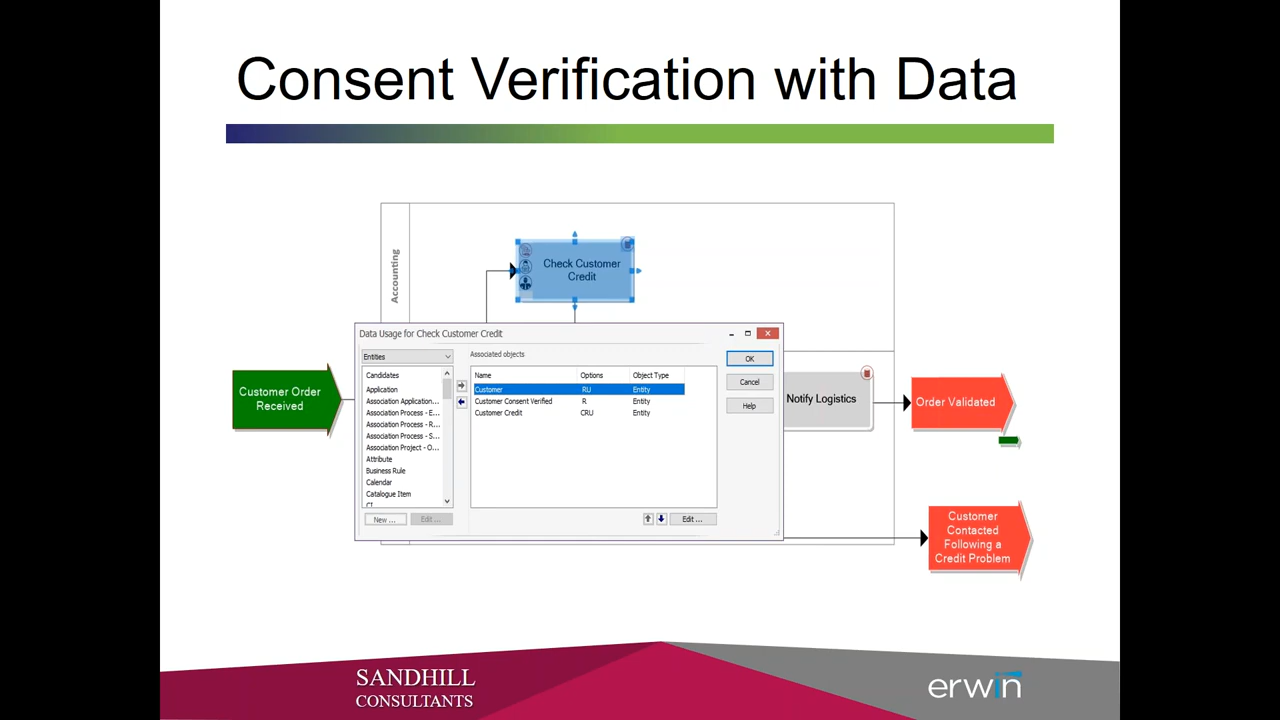 Consent Verification with Data
Accounting
Check Customer
Credit
Customer Order
Received
Data Usage for Check Customer Credit
Entities
Candidates
Application
Association Application...
Association Process - E...
Association Process - R...
Association Process - S...
Association Project - O...
Attribute
Business Rule
Calendar
Catalogue Item
New ...
Edit ...
Associated objects
Name Options Object Type
Customer RU Entity
Customer Consent Verified R Entity
Customer Credit CRU Entity
Edit ...
OK
Cancel
Help
Notify Logistics
Order Validated
Customer
Contacted
Following a
Credit Problem
SANDHILL
CONSULTANTS
erwin